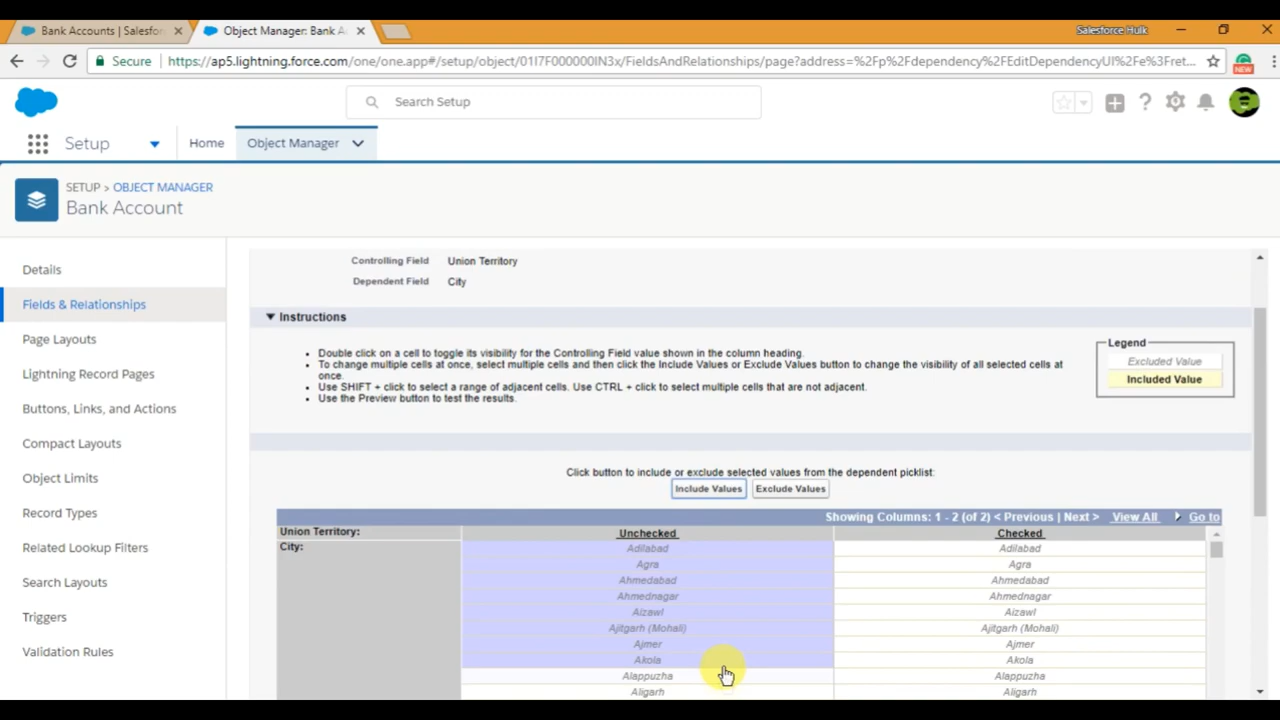 Bank Accounts | Salesfor
Object Manager: Bank A
Salesforce Hulk
Secure
https://ap5.lightning.force.com/one/one.app#/setup/object/01I7F000000IN3x/FieldsAndRelationships/page?address=%2Fp%2Fdependency%2FEditDependencyUI%2Fe%3Fret...
NEW
Search Setup
Setup
Home
Object Manager
SETUP > OBJECT MANAGER
Bank Account
Details
Fields & Relationships
Page Layouts
Lightning Record Pages
Buttons, Links, and Actions
Compact Layouts
Object Limits
Record Types
Related Lookup Filters
Search Layouts
Triggers
Validation Rules
Controlling Field Union Territory
Dependent Field City
Instructions
• Double click on a cell to toggle its visibility for the Controlling Field value shown in the column heading.
• To change multiple cells at once, select multiple cells and then click the Include Values or Exclude Values button to change the visibility of all selected cells at
once.
• Use SHIFT + click to select a range of adjacent cells. Use CTRL + click to select multiple cells that are not adjacent.
• Use the Preview button to test the results.
Legend
Excluded Value
Included Value
Click button to include or exclude selected values from the dependent picklist:
Include Values Exclude Values
Showing Columns: 1 - 2 (of 2) < Previous | Next > View All Go to
Union Territory: Unchecked Checked
City: Adilabad Adilabad
Agra Agra
Ahmedabad Ahmedabad
Ahmednagar Ahmednagar
Aizawl Aizawl
Ajitgarh (Mohali) Ajitgarh (Mohali)
Ajmer Ajmer
Akola Akola
Alappuzha Alappuzha
Aligarh Aligarh